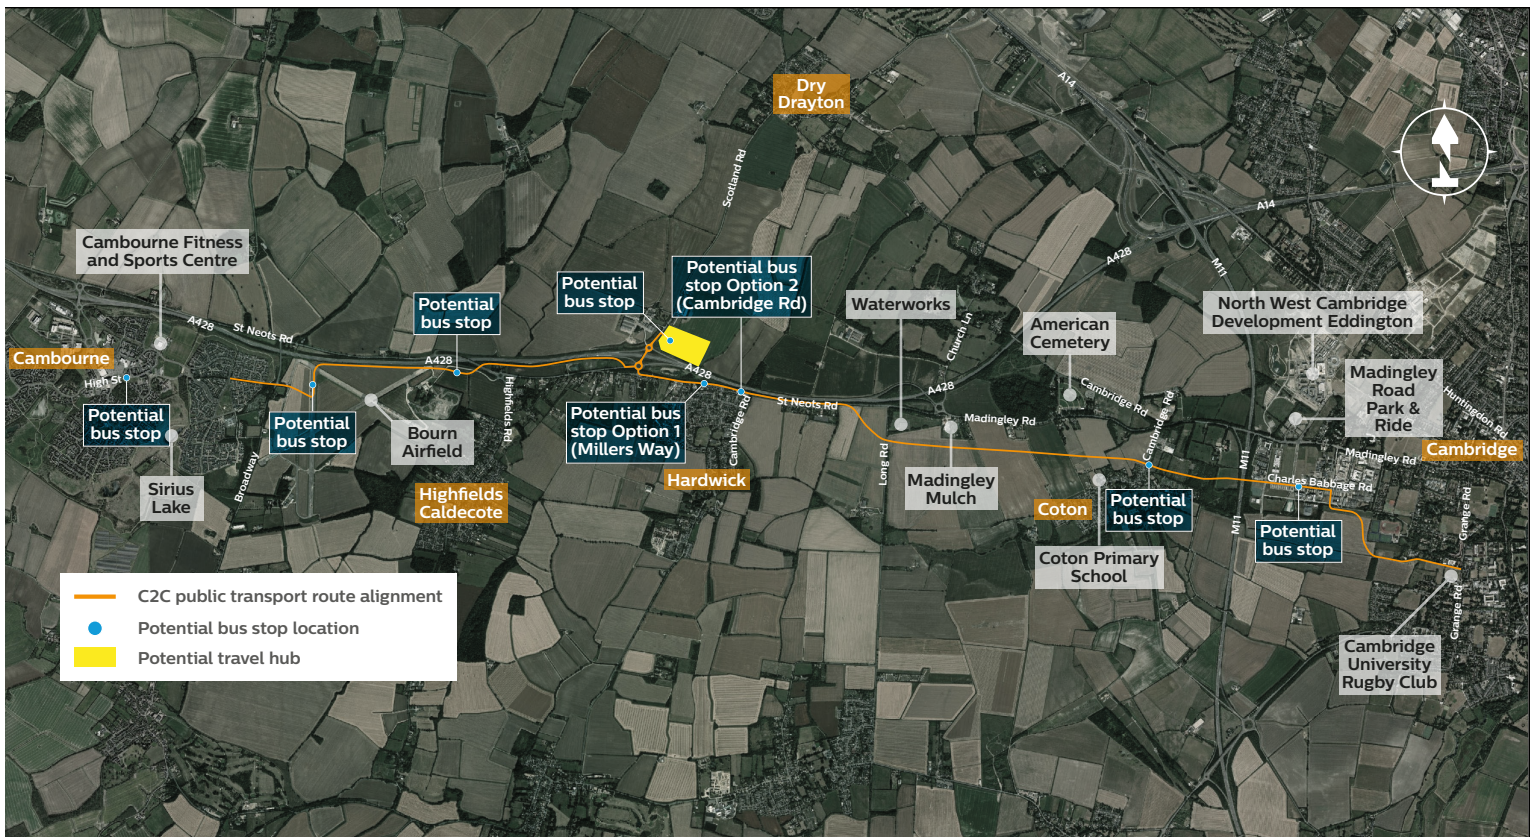 Dry
Drayton
A14
Scotland Rd
A14
A428
M11
Cambourne Fitness
and Sports Centre
Potential
bus stop
Potential bus
stop Option 2
(Cambridge Rd)
Potential
bus stop
Waterworks
Church Ln
American
Cemetery
North West Cambridge
Development Eddington
A428
St Neots Rd
A428
A428
A428
Cambourne
High St
Highfields Rd
St Neots Rd
Cambridge Rd
Cambridge Rd
Cambridge Rd
Madingley
Road
Park &
Ride
Huntingdon Rd
Potential
bus stop
Potential
bus stop
Bourn
Airfield
Potential bus
stop Option 1
(Millers Way)
Madingley Rd
Madingley Rd
Cambridge
Broadway
Long Rd
M11
Hardwick
Madingley
Mulch
Charles Babbage Rd
Sirius
Lake
Highfields
Caldecote
Coton
Potential
bus stop
M11
Potential
bus stop
Grange Rd
Coton Primary
School
Grange Rd
Cambridge
University
Rugby Club
C2C public transport route alignment
Potential bus stop location
Potential travel hub